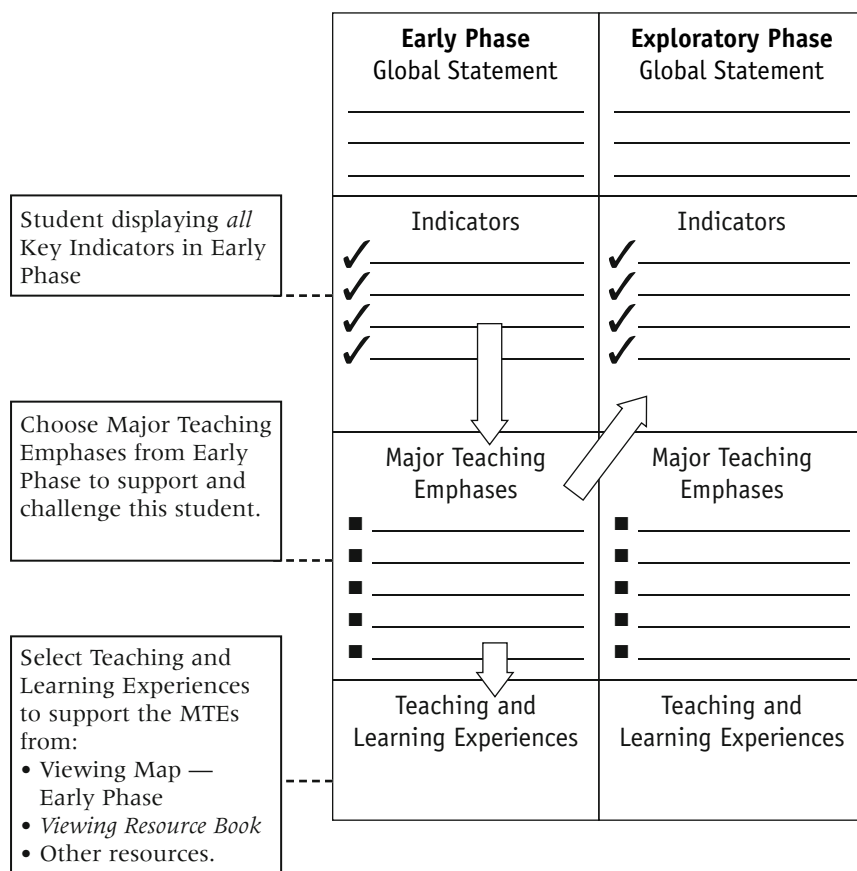 Early Phase
Global Statement
Exploratory Phase
Global Statement
Student displaying all
Key Indicators in Early
Phase
Indicators
Indicators
Choose Major Teaching
Emphases from Early
Phase to support and
challenge this student.
Major Teaching
Emphases
Major Teaching
Emphases
Select Teaching and
Learning Experiences
to support the MTEs
from:
• Viewing Map —
Early Phase
• Viewing Resource Book
• Other resources.
Teaching and
Learning Experiences
Teaching and
Learning Experiences